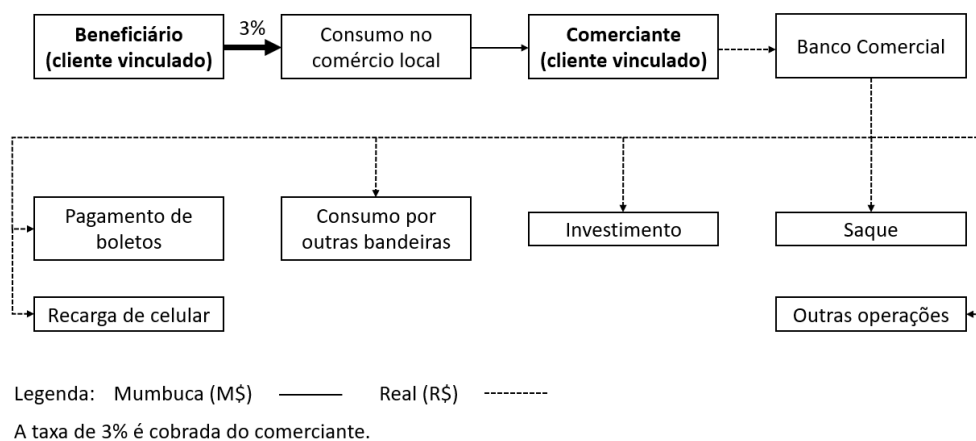 3%
Beneficiário
(cliente vinculado)
Consumo no
comércio local
Comerciante
(cliente vinculado)
Banco Comercial
Pagamento de
boletos
Consumo por
outras bandeiras
Investimento
Saque
Recarga de celular
Outras operações
Legenda: Mumbuca (M$) Real (R$)
A taxa de 3% é cobrada do comerciante.